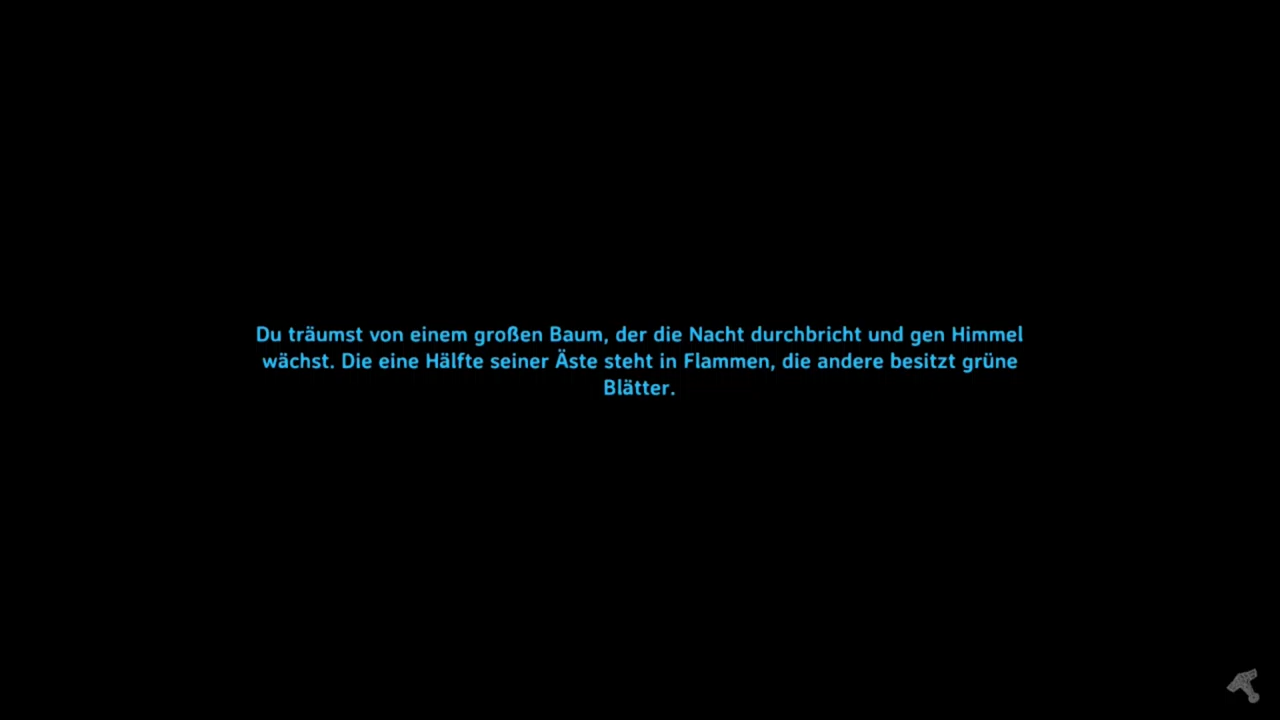 Du träumst von einem großen Baum, der die Nacht durchbricht und gen Himmel
wächst. Die eine Hälfte seiner Äste steht in Flammen, die andere besitzt grüne
Blätter.